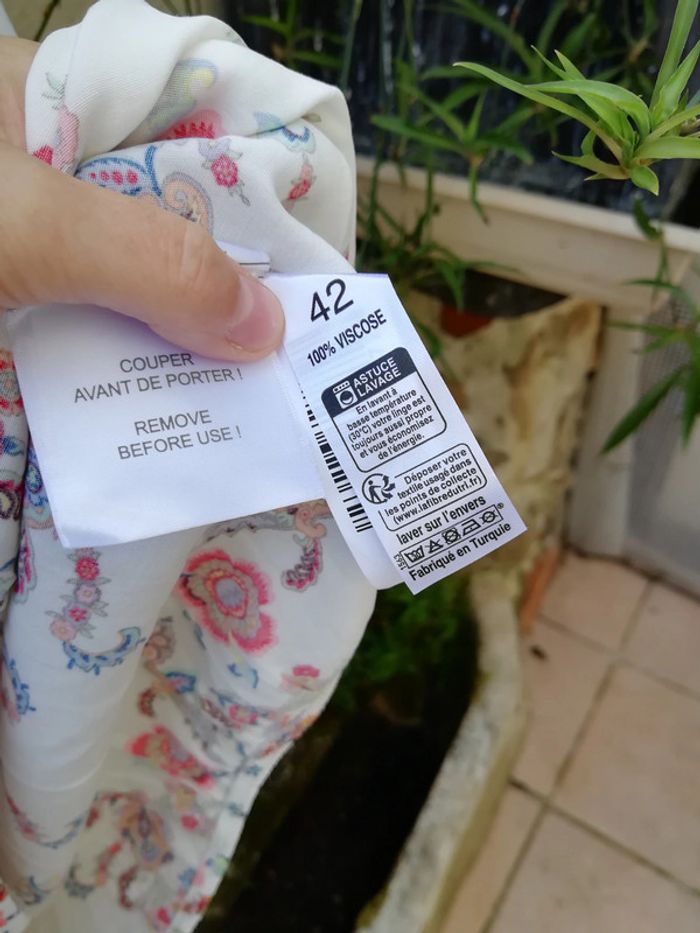 COUPER
AVANT DE PORTER !
REMOVE
BEFORE USE !
42
100% VISCOSE
ASTUCE
LAVAGE
En lavant à
basse température
(30°C) votre linge est
toujours aussi propre
et vous économisez
de l'énergie.
Déposer votre
textile usagé dans
les points de collecte
(www.lafibredutri.fr)
laver sur l'envers
Fabriqué en Turquie